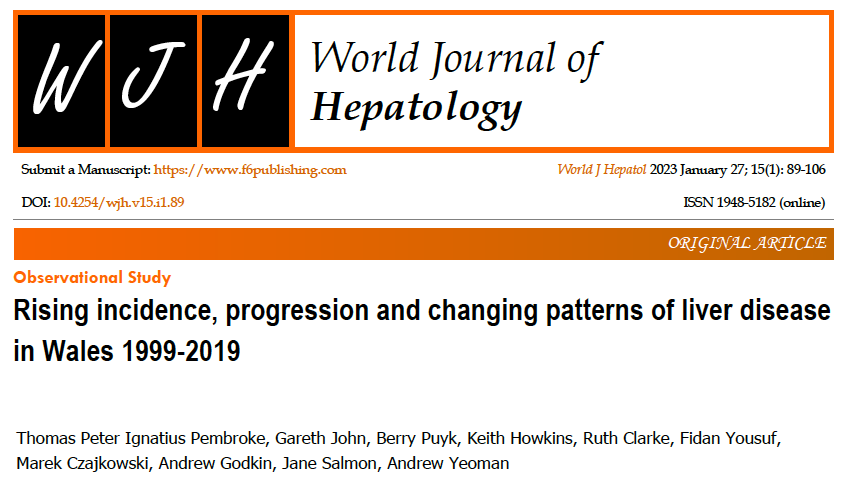 W J H
World Journal of
Hepatology
Submit a Manuscript: https://www.f6publishing.com
World J Hepatol 2023 January 27; 15(1): 89-106
DOI: 10.4254/wjh.v15.i1.89
ISSN 1948-5182 (online)
ORIGINAL ARTICLE
Observational Study
Rising incidence, progression and changing patterns of liver disease
in Wales 1999-2019
Thomas Peter Ignatius Pembroke, Gareth John, Berry Puyk, Keith Howkins, Ruth Clarke, Fidan Yousuf,
Marek Czajkowski, Andrew Godkin, Jane Salmon, Andrew Yeoman